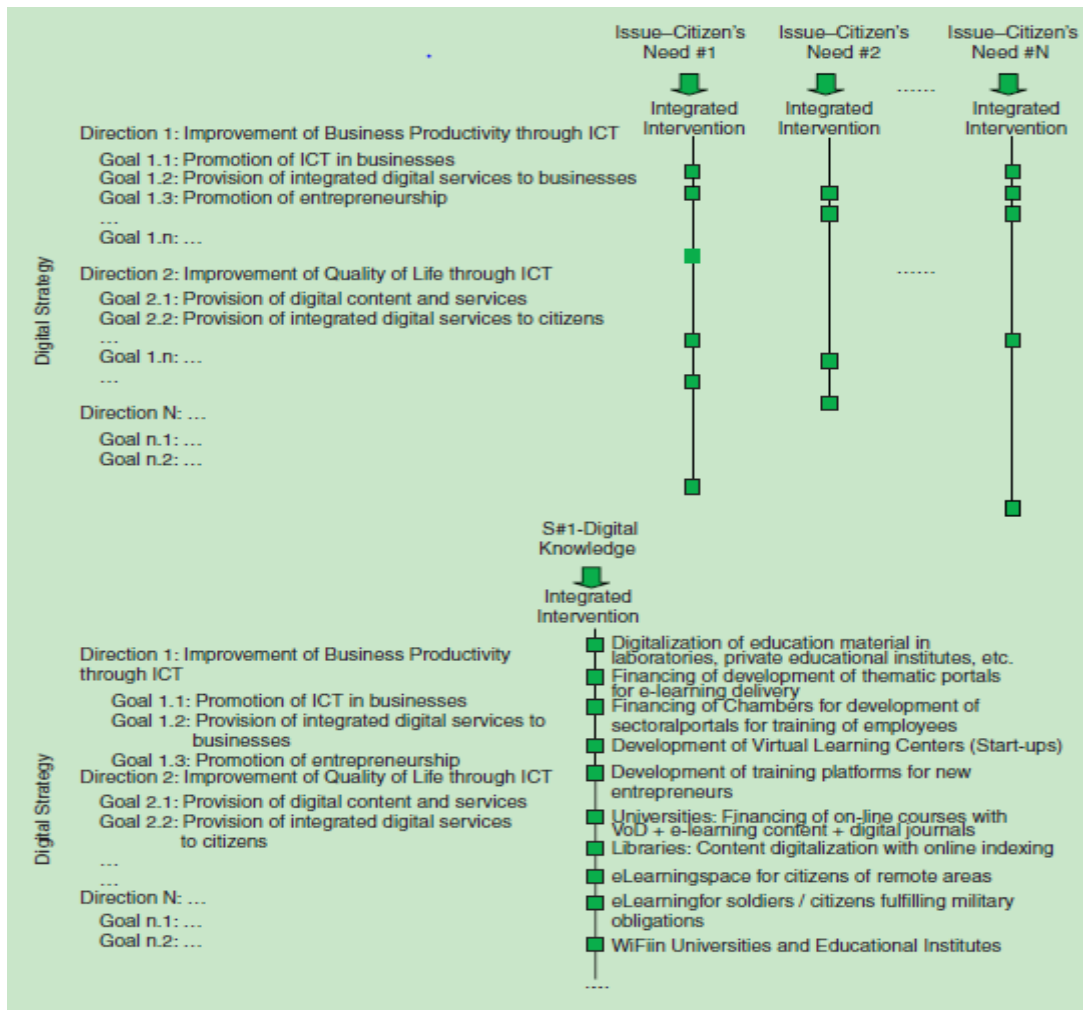 Issue–Citizen's
Need #1
Issue–Citizen's
Need #2
Issue–Citizen's
Need #N
......
Integrated
Intervention
Integrated
Intervention
Integrated
Intervention
Digital Strategy
Direction 1: Improvement of Business Productivity through ICT
Goal 1.1: Promotion of ICT in businesses
Goal 1.2: Provision of integrated digital services to businesses
Goal 1.3: Promotion of entrepreneurship
...
Goal 1.n: ...
Direction 2: Improvement of Quality of Life through ICT
......
Goal 2.1: Provision of digital content and services
Goal 2.2: Provision of integrated digital services to citizens
...
Goal 1.n: ...
...
Direction N: ...
Goal n.1: ...
Goal n.2: ...
S#1-Digital
Knowledge
Integrated
Intervention
Digital Strategy
Direction 1: Improvement of Business Productivity
through ICT
Goal 1.1: Promotion of ICT in businesses
Goal 1.2: Provision of integrated digital services to
businesses
Goal 1.3: Promotion of entrepreneurship
Direction 2: Improvement of Quality of Life through ICT
Goal 2.1: Provision of digital content and services
Goal 2.2: Provision of integrated digital services
to citizens
...
...
Direction N: ...
Goal n.1: ...
Goal n.2: ...
Digitalization of education material in
laboratories, private educational institutes, etc.
Financing of development of thematic portals
for e-learning delivery
Financing of Chambers for development of
sectoralportals for training of employees
Development of Virtual Learning Centers (Start-ups)
Development of training platforms for new
entrepreneurs
Universities: Financing of on-line courses with
VoD + e-learning content + digital journals
Libraries: Content digitalization with online indexing
eLearningspace for citizens of remote areas
eLearningfor soldiers / citizens fulfilling military
obligations
WiFiin Universities and Educational Institutes
....